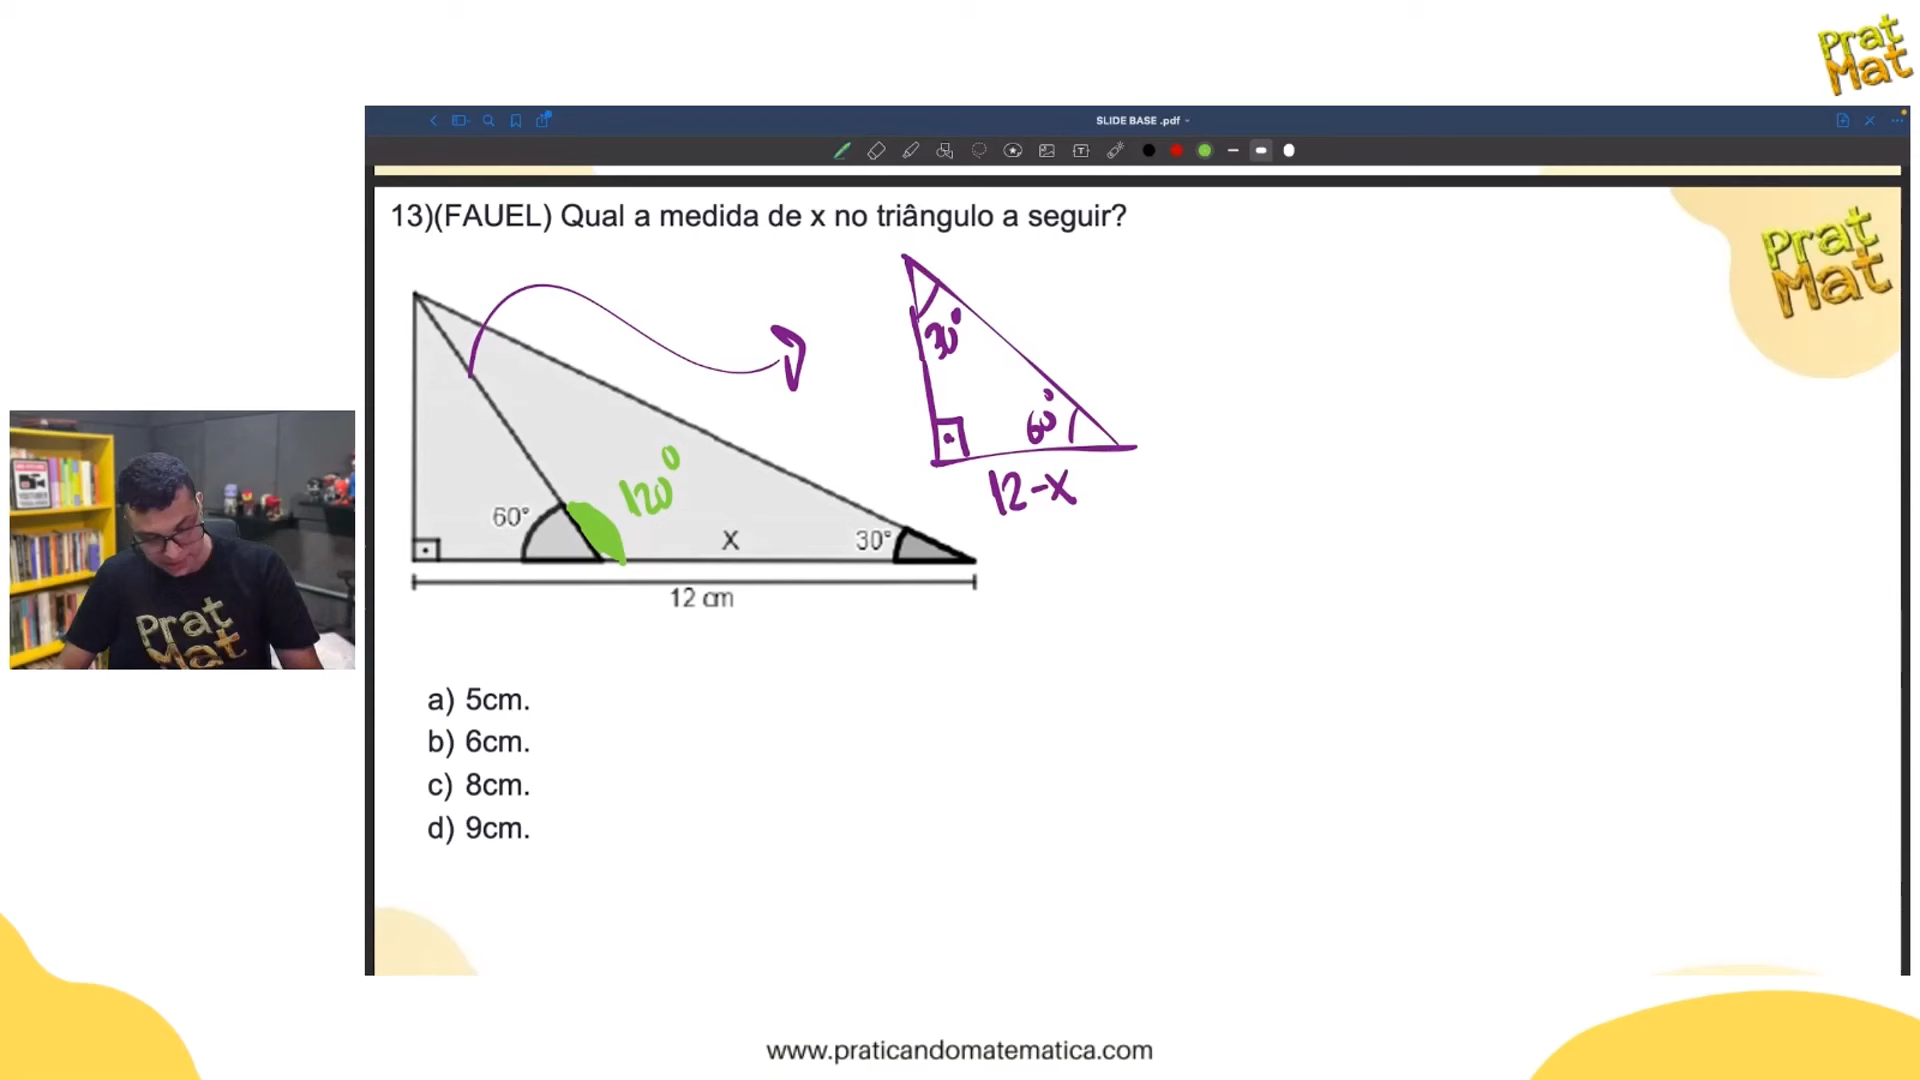 Prat
Mat
SLIDE BASE .pdf
13)(FAUEL) Qual a medida de x no triângulo a seguir?
Prat
Mat
30°
60°
12-x
120°
60°
X
30°
12 cm
Prat
Mat
a) 5cm.
b) 6cm.
c) 8cm.
d) 9cm.
www.praticandomatematica.com